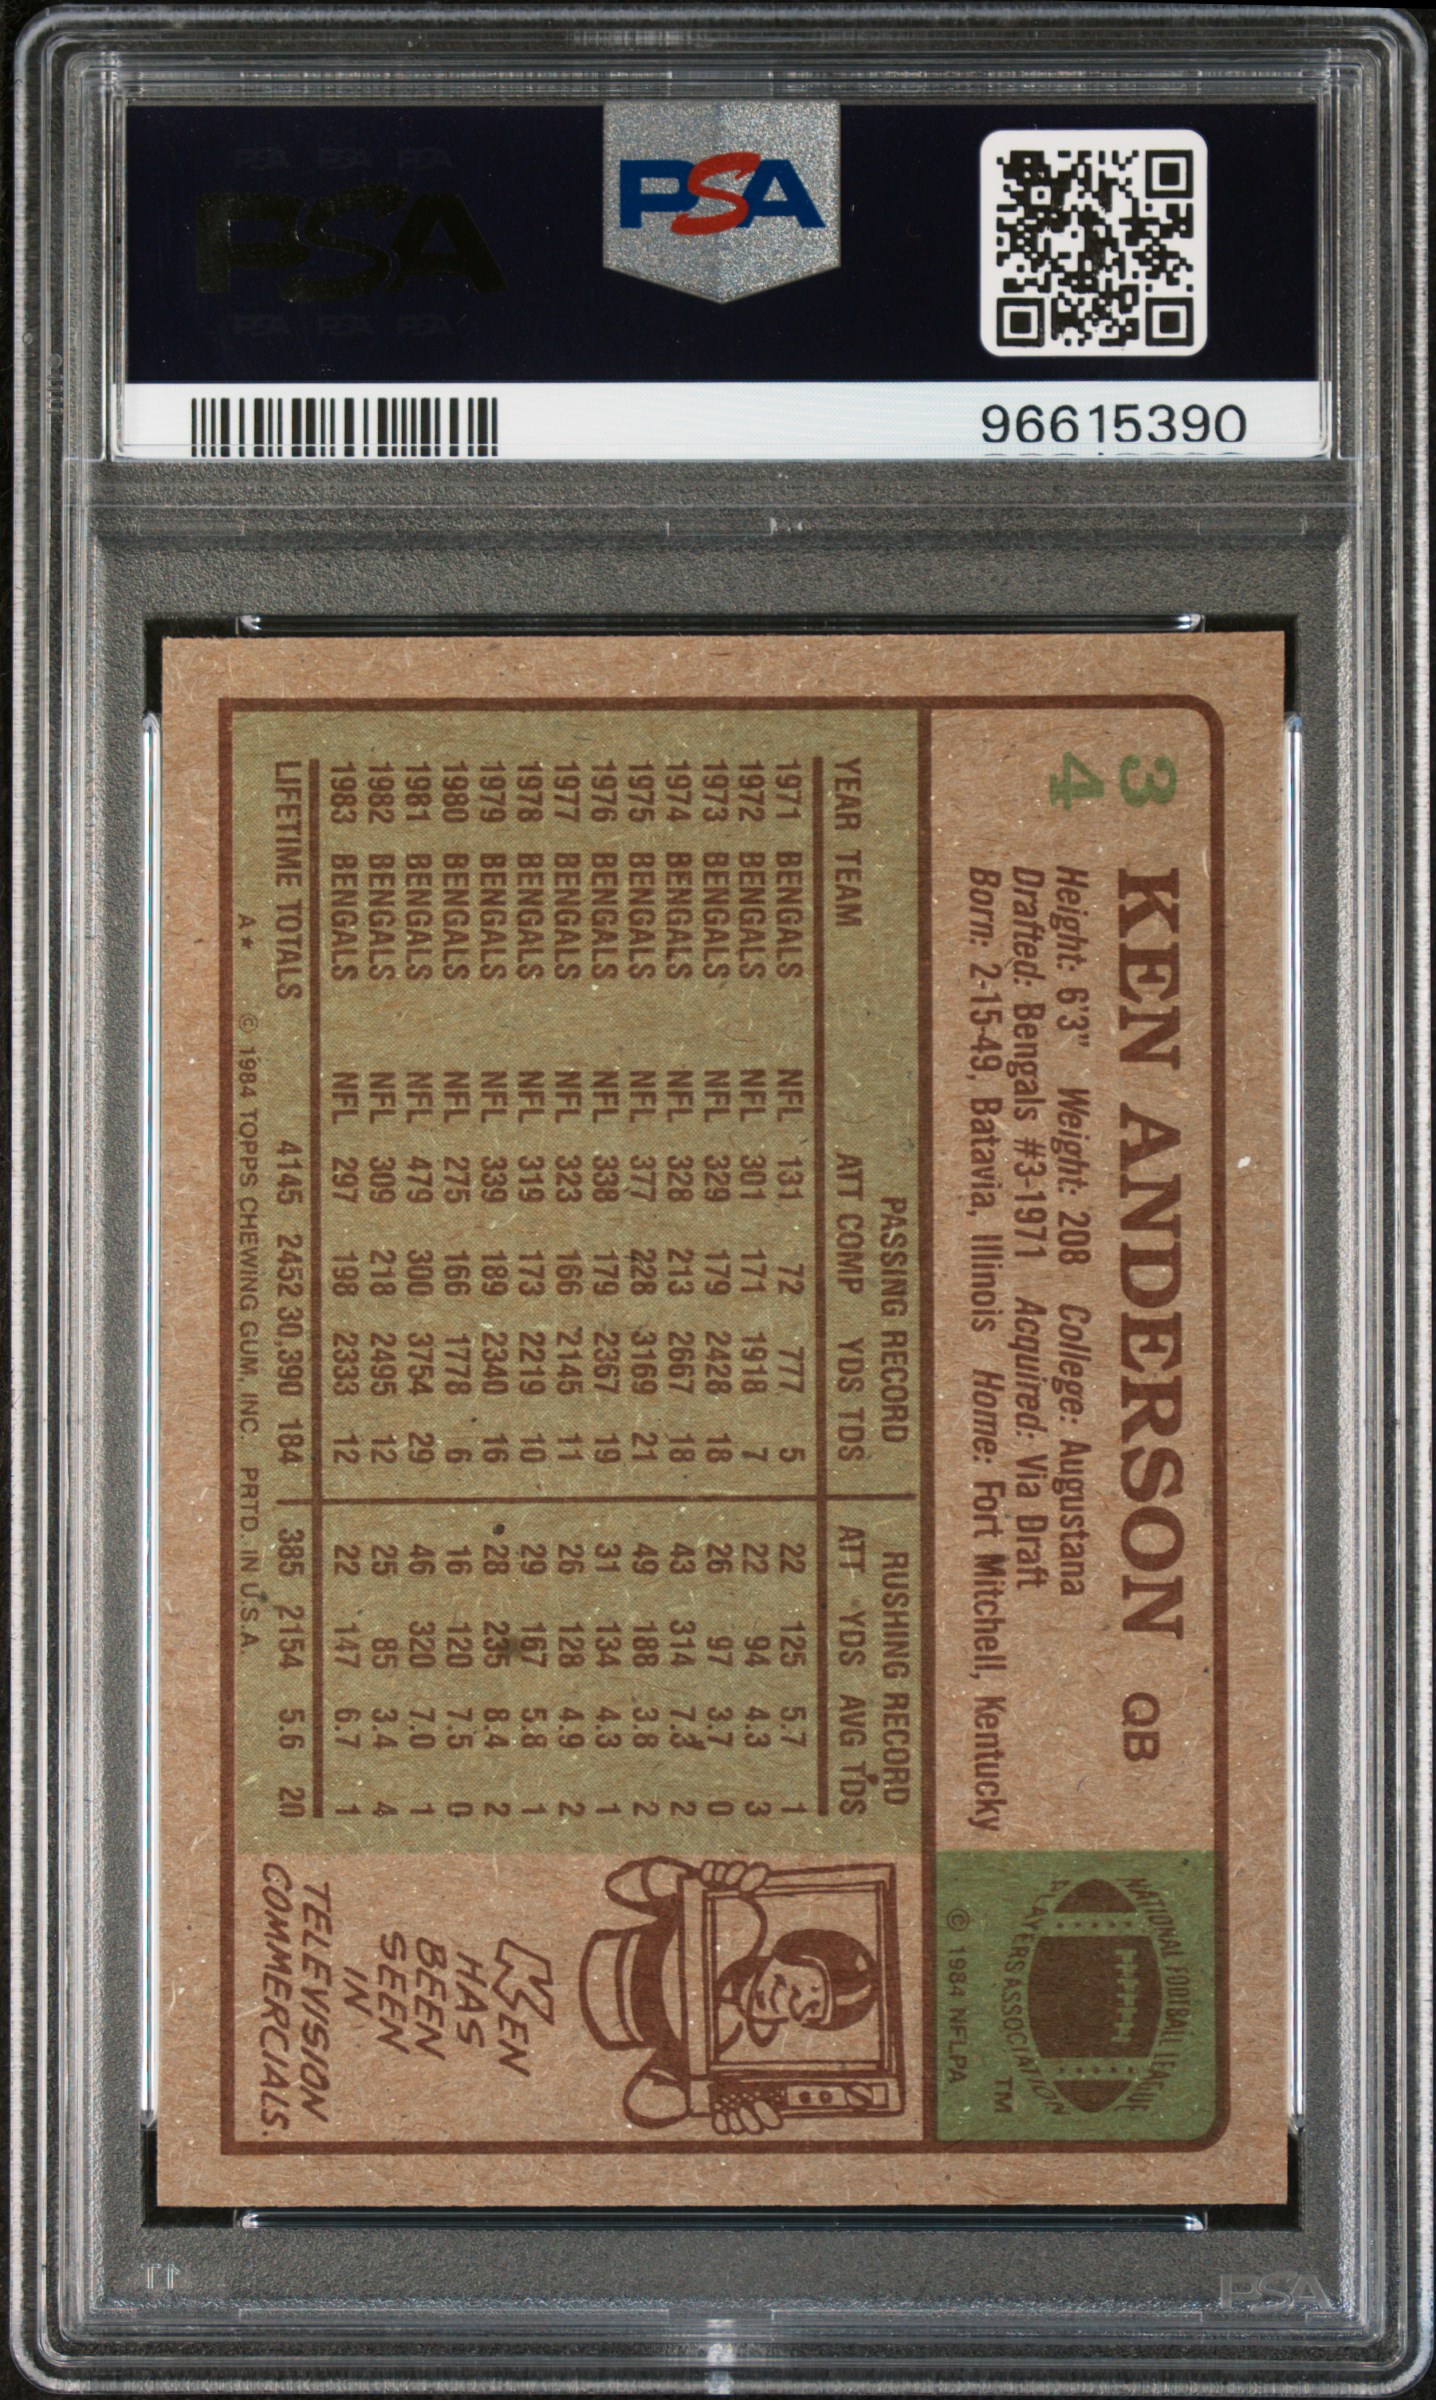 PSA PSA PSA
PSA
PSA PSA PSA
PSA
96615390
34
KEN ANDERSON QB
Height: 6'3" Weight: 208 College: Augustana
Drafted: Bengals #3-1971 Acquired: Via Draft
Born: 2-15-49, Batavia, Illinois Home: Fort Mitchell, Kentucky
NATIONAL FOOTBALL LEAGUE
PLAYERS ASSOCIATION
TM
© 1984 NFLPA
PASSING RECORD RUSHING RECORD
YEAR TEAM ATT COMP YDS TDS ATT YDS AVG TDS
1971 BENGALS NFL 131 72 777 5 22 125 5.7 1
1972 BENGALS NFL 301 171 1918 7 22 94 4.3 3
1973 BENGALS NFL 329 179 2428 18 26 97 3.7 0
1974 BENGALS NFL 328 213 2667 18 43 314 7.3 2
1975 BENGALS NFL 377 228 3169 21 49 188 3.8 2
1976 BENGALS NFL 338 179 2367 19 31 134 4.3 1
1977 BENGALS NFL 323 166 2145 11 26 128 4.9 2
1978 BENGALS NFL 319 173 2219 10 29 167 5.8 1
1979 BENGALS NFL 339 189 2340 16 28 235 8.4 2
1980 BENGALS NFL 275 166 1778 6 16 120 7.5 0
1981 BENGALS NFL 479 300 3754 29 46 320 7.0 1
1982 BENGALS NFL 309 218 2495 12 25 85 3.4 4
1983 BENGALS NFL 297 198 2333 12 22 147 6.7 1
LIFETIME TOTALS 4145 2452 30,390 184 385 2154 5.6 20
A★ © 1984 TOPPS CHEWING GUM, INC. PRTD. IN U.S.A.
KEN
HAS
BEEN
SEEN
IN
TELEVISION
COMMERCIALS.
PSA